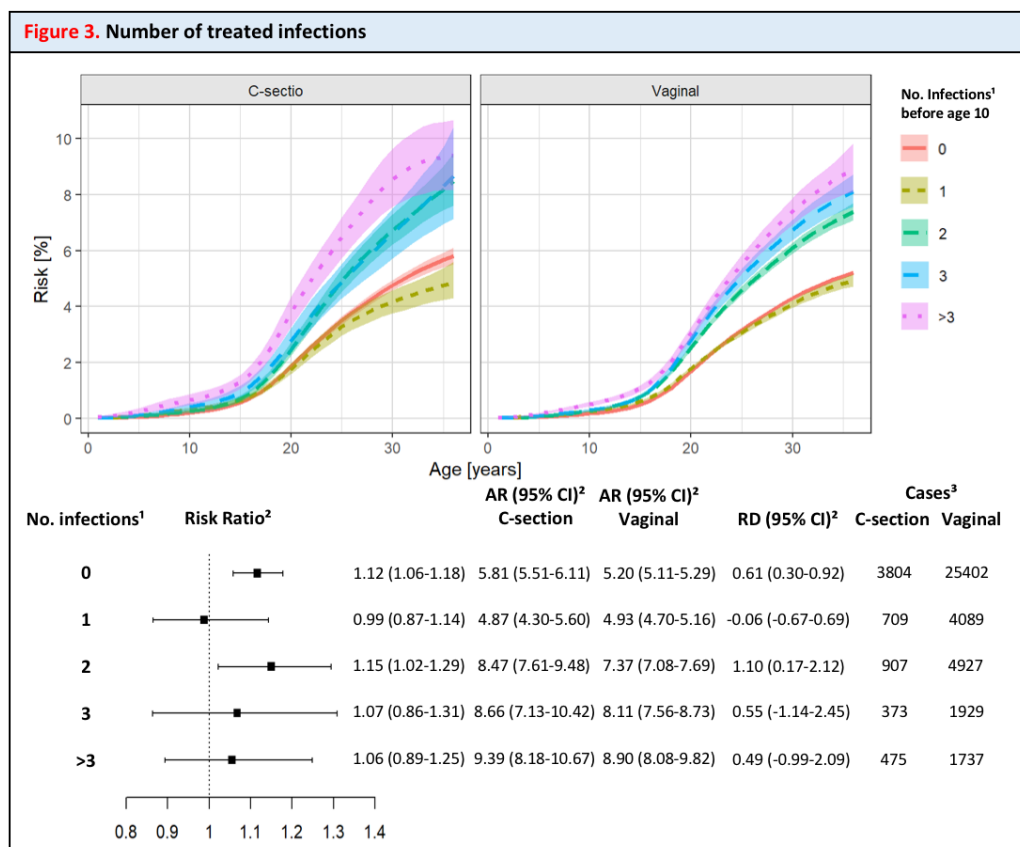 Figure 3. Number of treated infections
C-sectio Vaginal
No. Infections¹
before age 10
0
1
2
3
>3
Risk [%]
10
8
6
4
2
0
0 10 20 30 0 10 20 30
Age [years]
No. infections¹ Risk Ratio² AR (95% CI)² C-section AR (95% CI)² Vaginal RD (95% CI)² Cases³ C-section Vaginal
0 1.12 (1.06-1.18) 5.81 (5.51-6.11) 5.20 (5.11-5.29) 0.61 (0.30-0.92) 3804 25402
1 0.99 (0.87-1.14) 4.87 (4.30-5.60) 4.93 (4.70-5.16) -0.06 (-0.67-0.69) 709 4089
2 1.15 (1.02-1.29) 8.47 (7.61-9.48) 7.37 (7.08-7.69) 1.10 (0.17-2.12) 907 4927
3 1.07 (0.86-1.31) 8.66 (7.13-10.42) 8.11 (7.56-8.73) 0.55 (-1.14-2.45) 373 1929
>3 1.06 (0.89-1.25) 9.39 (8.18-10.67) 8.90 (8.08-9.82) 0.49 (-0.99-2.09) 475 1737
0.8 0.9 1 1.1 1.2 1.3 1.4